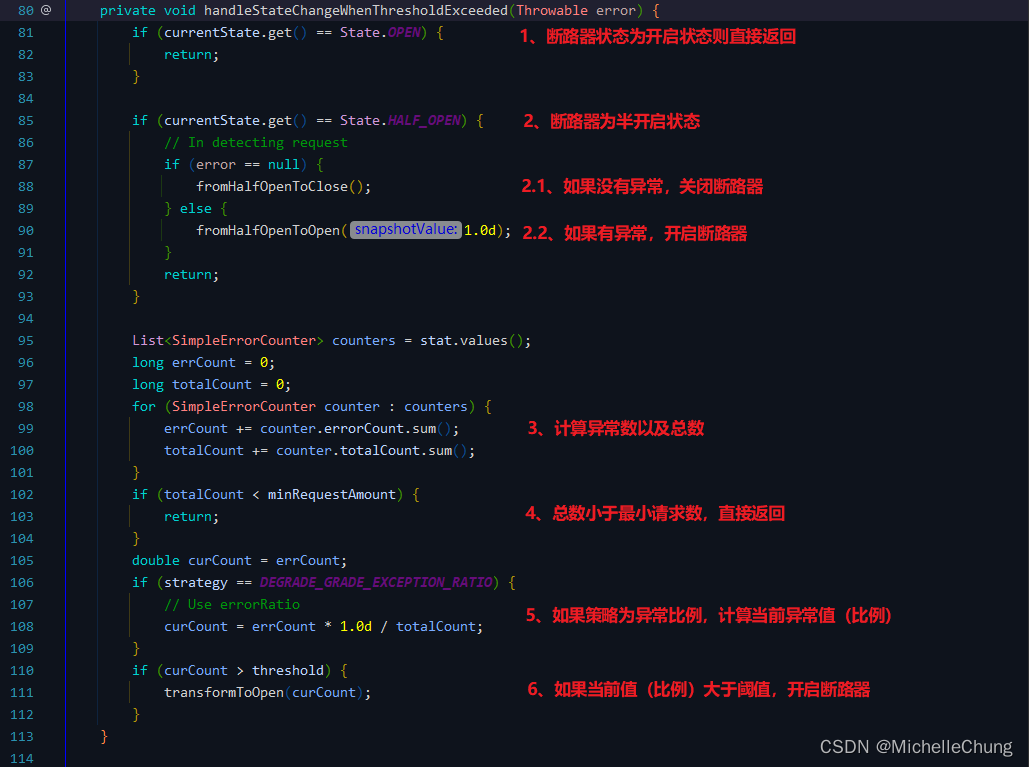 80 @ private void handleStateChangeWhenThresholdExceeded(Throwable error) {
81 if (currentState.get() == State.OPEN) { 1、断路器状态为开启状态则直接返回
82 return;
83 }
84
85 if (currentState.get() == State.HALF_OPEN) { 2、断路器为半开启状态
86 // In detecting request
87 if (error == null) {
88 fromHalfOpenToClose(); 2.1、如果没有异常，关闭断路器
89 } else {
90 fromHalfOpenToOpen( snapshotValue: 1.0d); 2.2、如果有异常，开启断路器
91 }
92 return;
93 }
94
95 List<SimpleErrorCounter> counters = stat.values();
96 long errCount = 0;
97 long totalCount = 0;
98 for (SimpleErrorCounter counter : counters) {
99 errCount += counter.errorCount.sum(); 3、计算异常数以及总数
100 totalCount += counter.totalCount.sum();
101 }
102 if (totalCount < minRequestAmount) {
103 return; 4、总数小于最小请求数，直接返回
104 }
105 double curCount = errCount;
106 if (strategy == DEGRADE_GRADE_EXCEPTION_RATIO) {
107 // Use errorRatio 5、如果策略为异常比例，计算当前异常值（比例）
108 curCount = errCount * 1.0d / totalCount;
109 }
110 if (curCount > threshold) {
111 transformToOpen(curCount); 6、如果当前值（比例）大于阈值，开启断路器
112 }
113 }
114
CSDN @MichelleChung